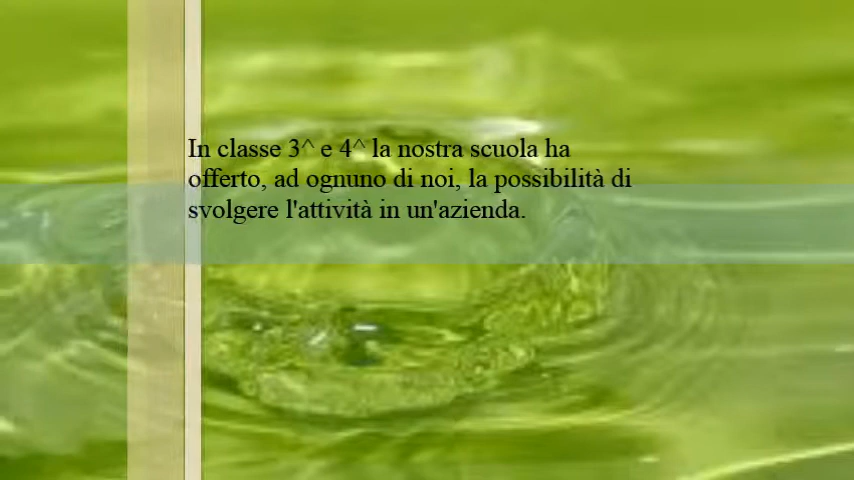 In classe 3^ e 4^ la nostra scuola ha
offerto, ad ognuno di noi, la possibilità di
svolgere l'attività in un'azienda.